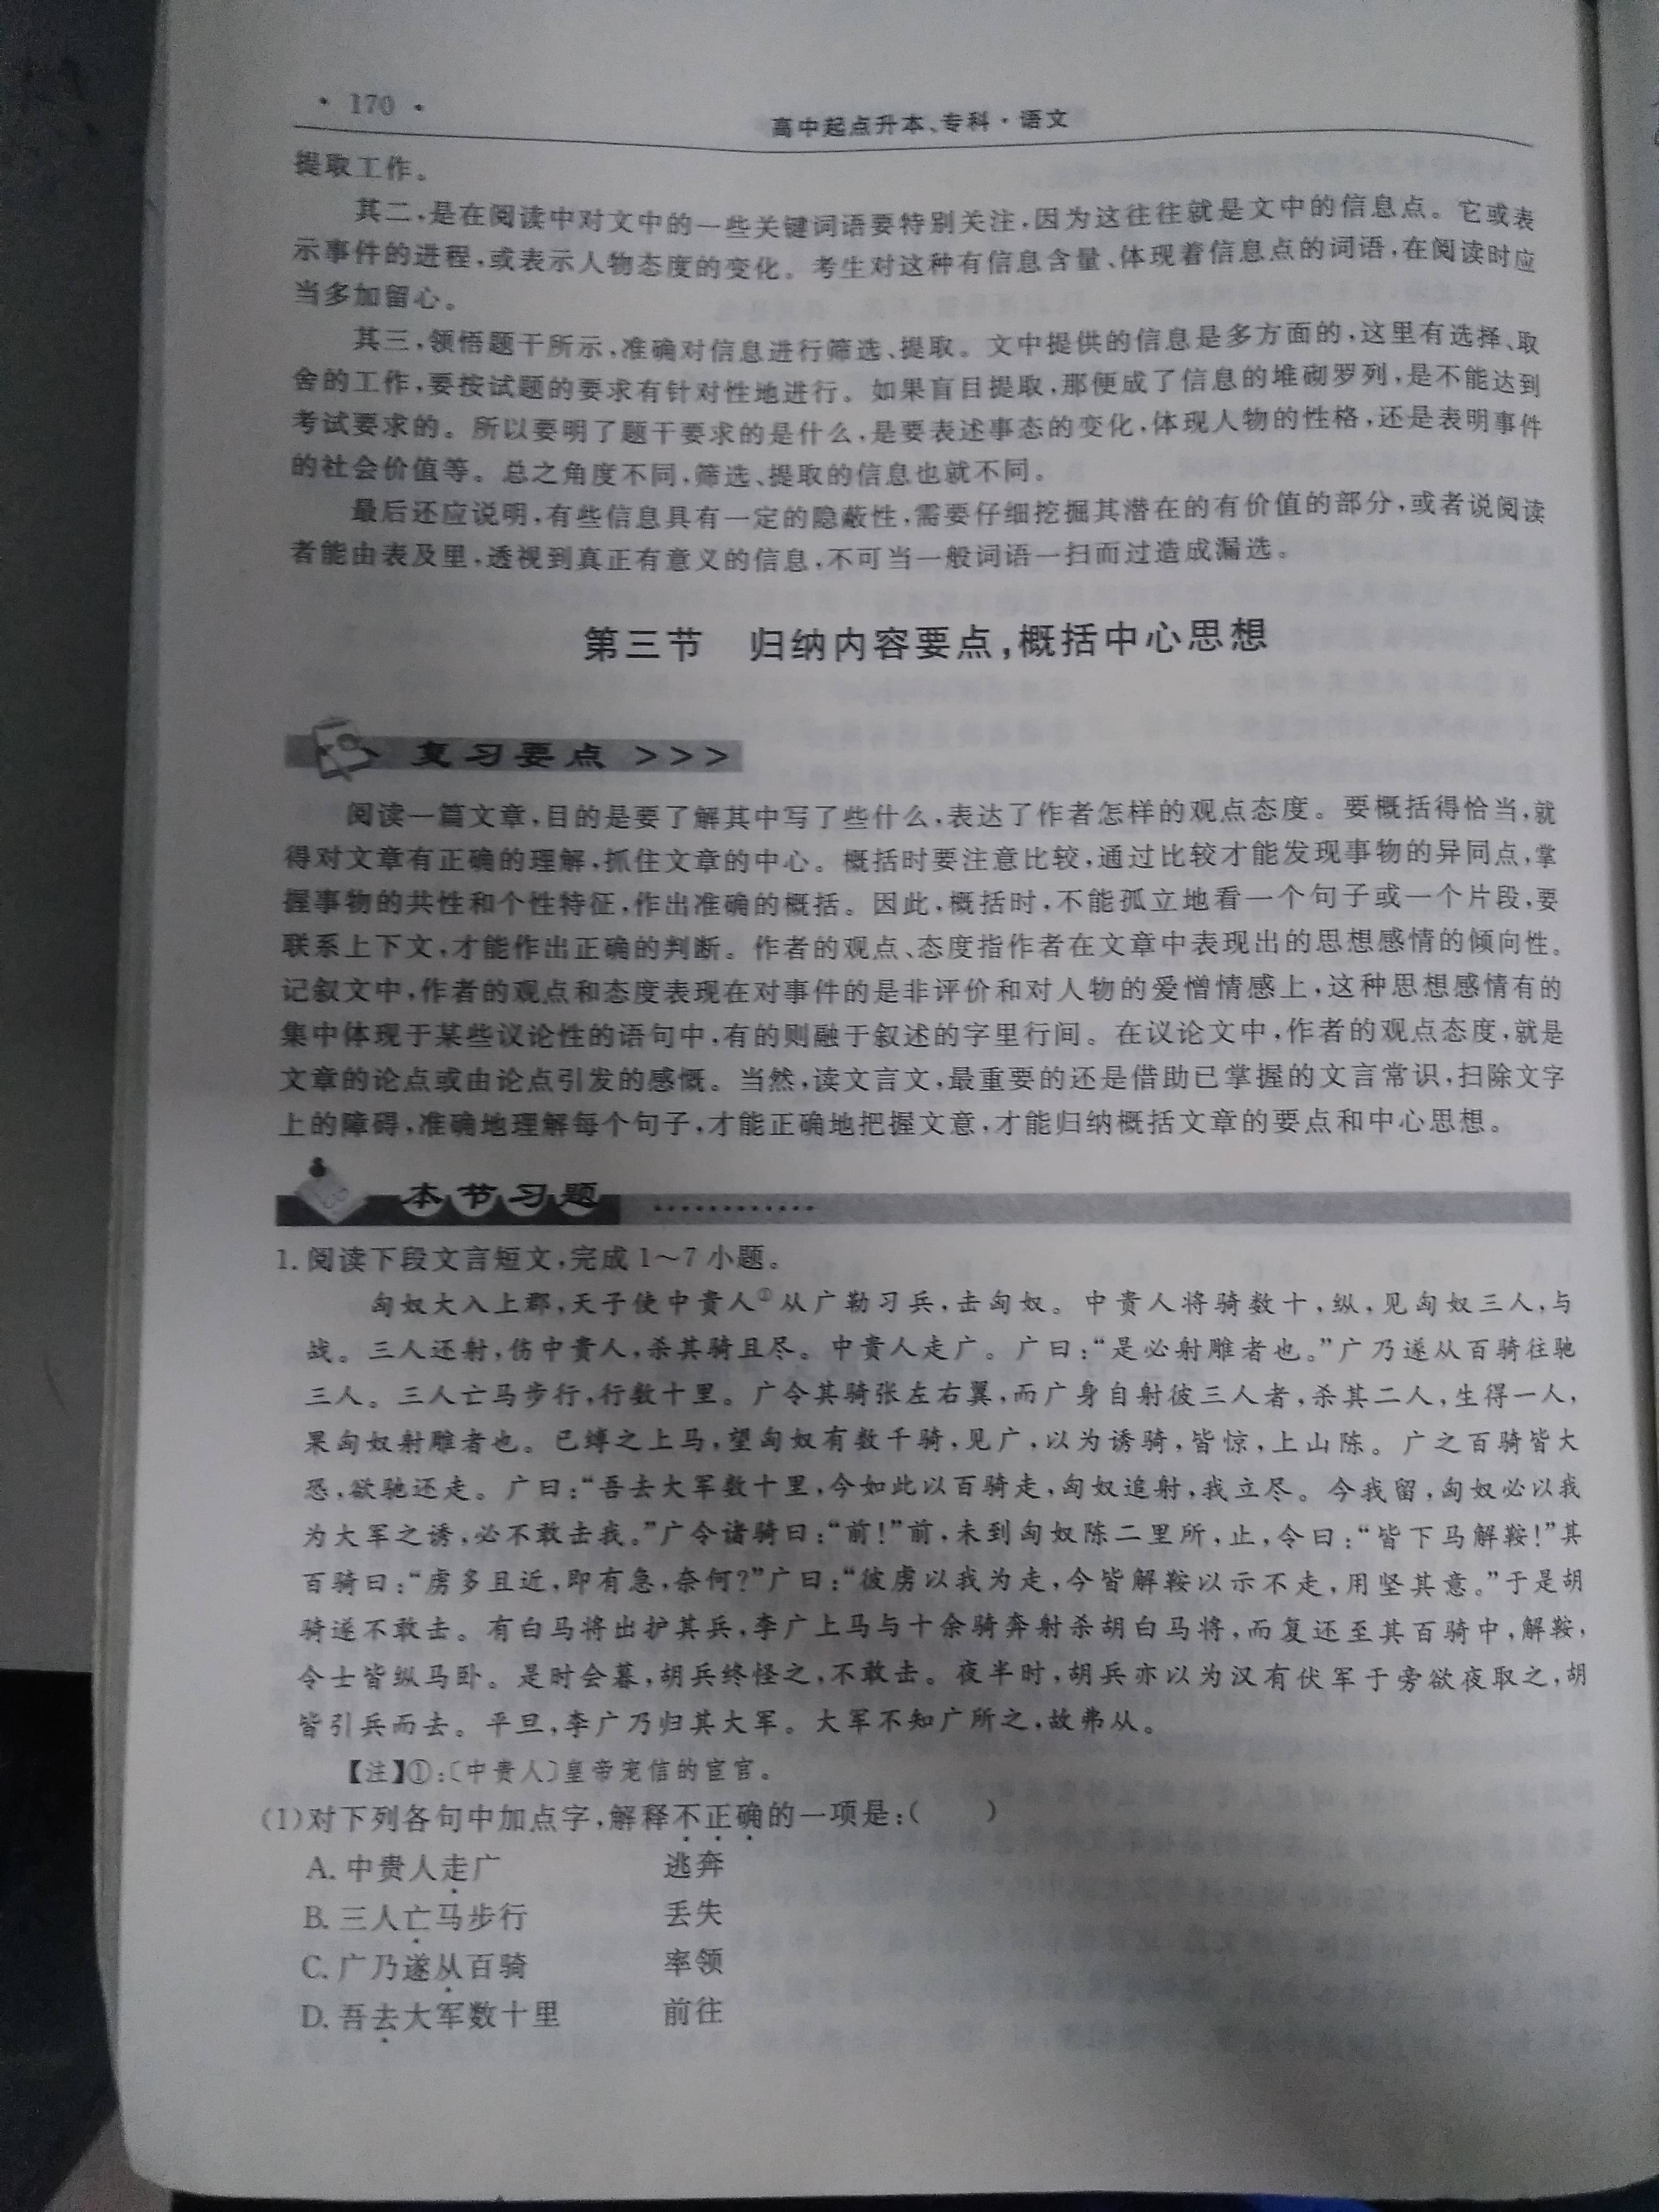 · 170 ·
高中起点升本、专科·语文
提取工作。
其二,是在阅读中对文中的一些关键词语要特别关注,因为这往往就是文中的信息点。它或表
示事件的进程,或表示人物态度的变化。考生对这种有信息含量、体现着信息点的词语,在阅读时应
当多加留心。
其三,领悟题干所示,准确对信息进行筛选、提取。文中提供的信息是多方面的,这里有选择、取
舍的工作,要按试题的要求有针对性地进行。如果盲目提取,那便成了信息的堆砌罗列,是不能达到
考试要求的。所以要明了题干要求的是什么,是要表述事态的变化,体现人物的性格,还是表明事件
的社会价值等。总之角度不同,筛选、提取的信息也就不同。
最后还应说明,有些信息具有一定的隐蔽性,需要仔细挖掘其潜在的有价值的部分,或者说阅读
者能由表及里,透视到真正有意义的信息,不可当一般词语一扫而过造成漏选。
第三节 归纳内容要点,概括中心思想
复习要点 >>>
阅读一篇文章,目的是要了解其中写了些什么,表达了作者怎样的观点态度。要概括得恰当,就
得对文章有正确的理解,抓住文章的中心。概括时要注意比较,通过比较才能发现事物的异同点,掌
握事物的共性和个性特征,作出准确的概括。因此,概括时,不能孤立地看一个句子或一个片段,要
联系上下文,才能作出正确的判断。作者的观点、态度指作者在文章中表现出的思想感情的倾向性。
记叙文中,作者的观点和态度表现在对事件的是非评价和对人物的爱憎情感上,这种思想感情有的
集中体现于某些议论性的语句中,有的则融于叙述的字里行间。在议论文中,作者的观点态度,就是
文章的论点或由论点引发的感慨。当然,读文言文,最重要的还是借助已掌握的文言常识,扫除文字
上的障碍,准确地理解每个句子,才能正确地把握文意,才能归纳概括文章的要点和中心思想。
本节习题
1. 阅读下段文言短文,完成1～7小题。
匈奴大入上郡,天子使中贵人①从广勒习兵,击匈奴。中贵人将骑数十,纵,见匈奴三人,与
战。三人还射,伤中贵人,杀其骑且尽。中贵人走广。广曰:“是必射雕者也。”广乃遂从百骑往驰
三人。三人亡马步行,行数十里。广令其骑张左右翼,而广身自射彼三人者,杀其二人,生得一人,
果匈奴射雕者也。已缚之上马,望匈奴有数千骑,见广,以为诱骑,皆惊,上山陈。广之百骑皆大
恐,欲驰还走。广曰:“吾去大军数十里,今如此以百骑走,匈奴追射,我立尽。今我留,匈奴必以我
为大军之诱,必不敢击我。”广令诸骑曰:“前!”前,未到匈奴陈二里所,止,令曰:“皆下马解鞍!”其
百骑曰:“虏多且近,即有急,奈何?”广曰:“彼虏以我为走,今皆解鞍以示不走,用坚其意。”于是胡
骑遂不敢击。有白马将出护其兵,李广上马与十余骑奔射杀胡白马将,而复还至其百骑中,解鞍,
令士皆纵马卧。是时会暮,胡兵终怪之,不敢击。夜半时,胡兵亦以为汉有伏军于旁欲夜取之,胡
皆引兵而去。平旦,李广乃归其大军。大军不知广所之,故弗从。
【注】①:〔中贵人〕皇帝宠信的宦官。
(1)对下列各句中加点字,解释不正确的一项是:(    )
A. 中贵人走广 逃奔
B. 三人亡马步行 丢失
C. 广乃遂从百骑 率领
D. 吾去大军数十里 前往